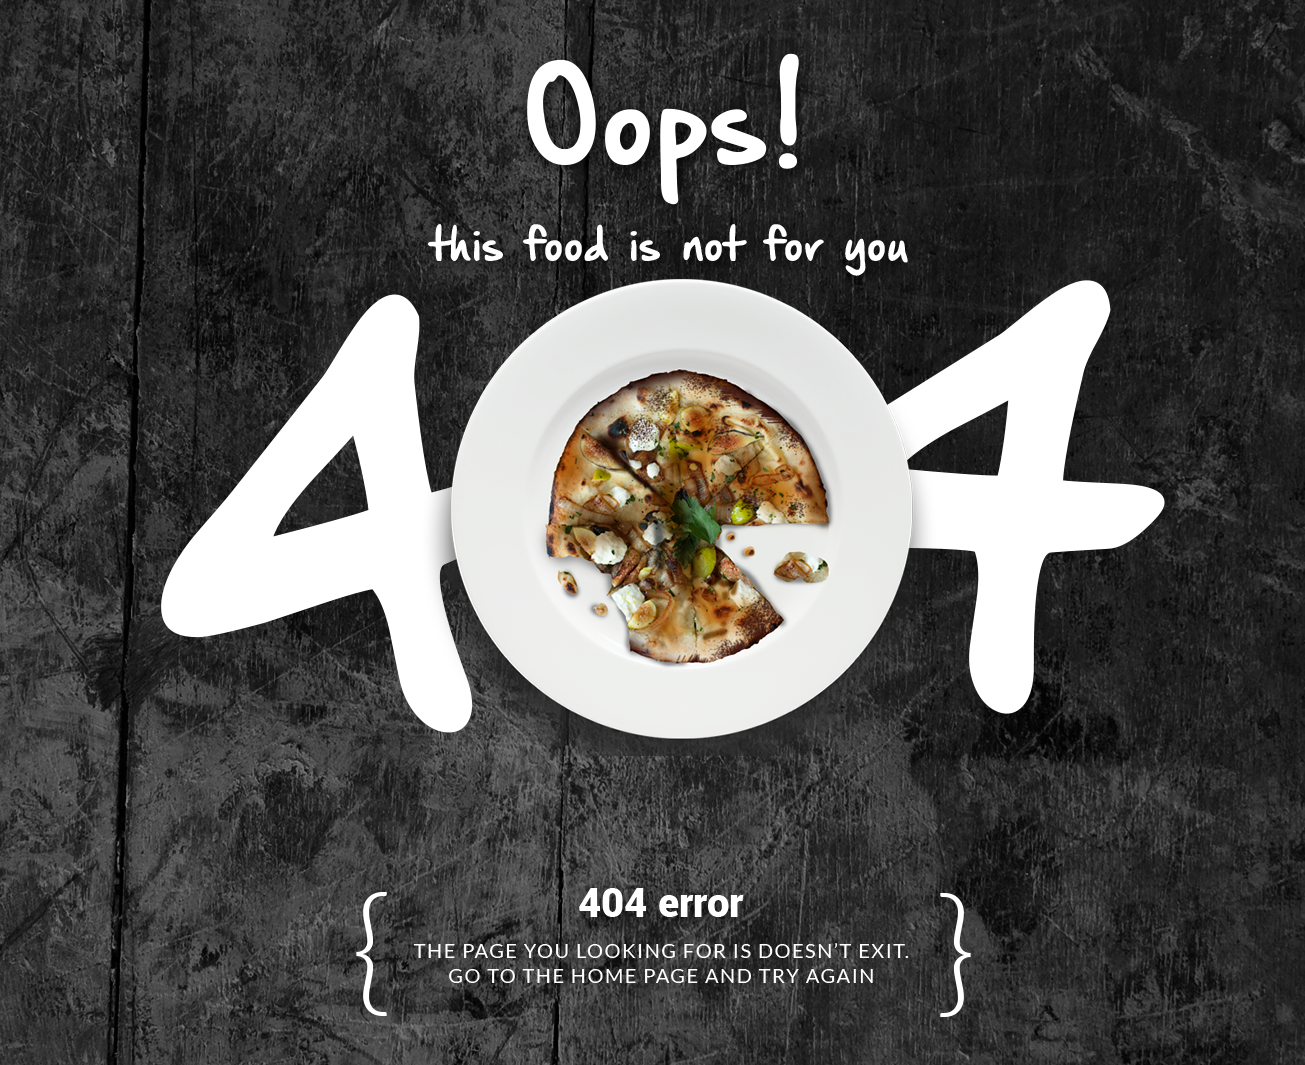 Oops!
this food is not for you
404
404 error
THE PAGE YOU LOOKING FOR IS DOESN’T EXIT.
GO TO THE HOME PAGE AND TRY AGAIN